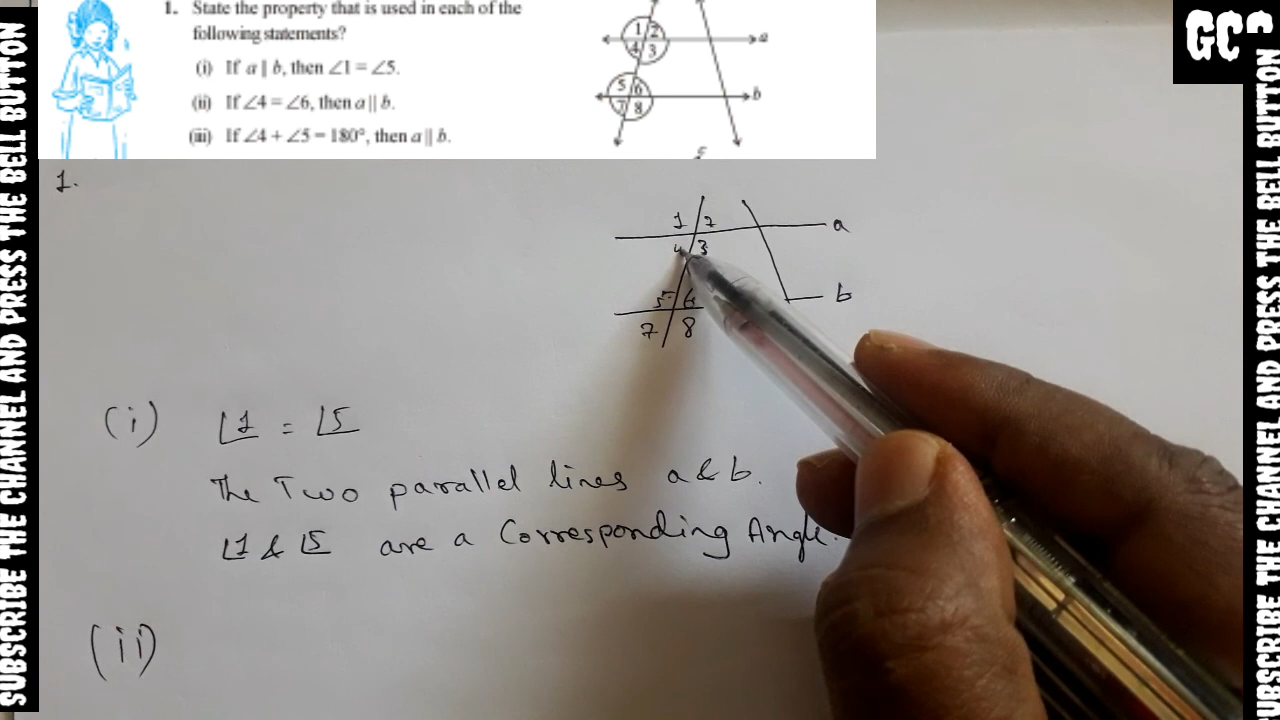 1. State the property that is used in each of the
following statements?
(i) If a || b, then ∠1 = ∠5.
(ii) If ∠4 = ∠6, then a || b.
(iii) If ∠4 + ∠5 = 180°, then a || b.
1 2
4 3
a
5 6
7 8
b
1.
1 2
4 3
a
5 6
7 8
b
(i) ∠1 = ∠5
The Two parallel lines a & b.
∠1 & ∠5 are a Corresponding Angle.
(ii)
SUBSCRIBE THE CHANNEL AND PRESS THE BELL BUTTON
SUBSCRIBE THE CHANNEL AND PRESS THE BELL BUTTON